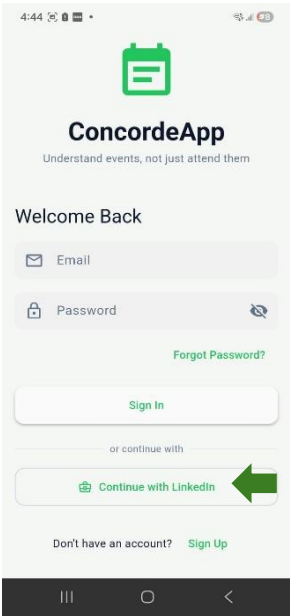 4:44
ConcordeApp
Understand events, not just attend them
Welcome Back
Email
Password
Forgot Password?
Sign In
or continue with
Continue with LinkedIn
Don't have an account? Sign Up